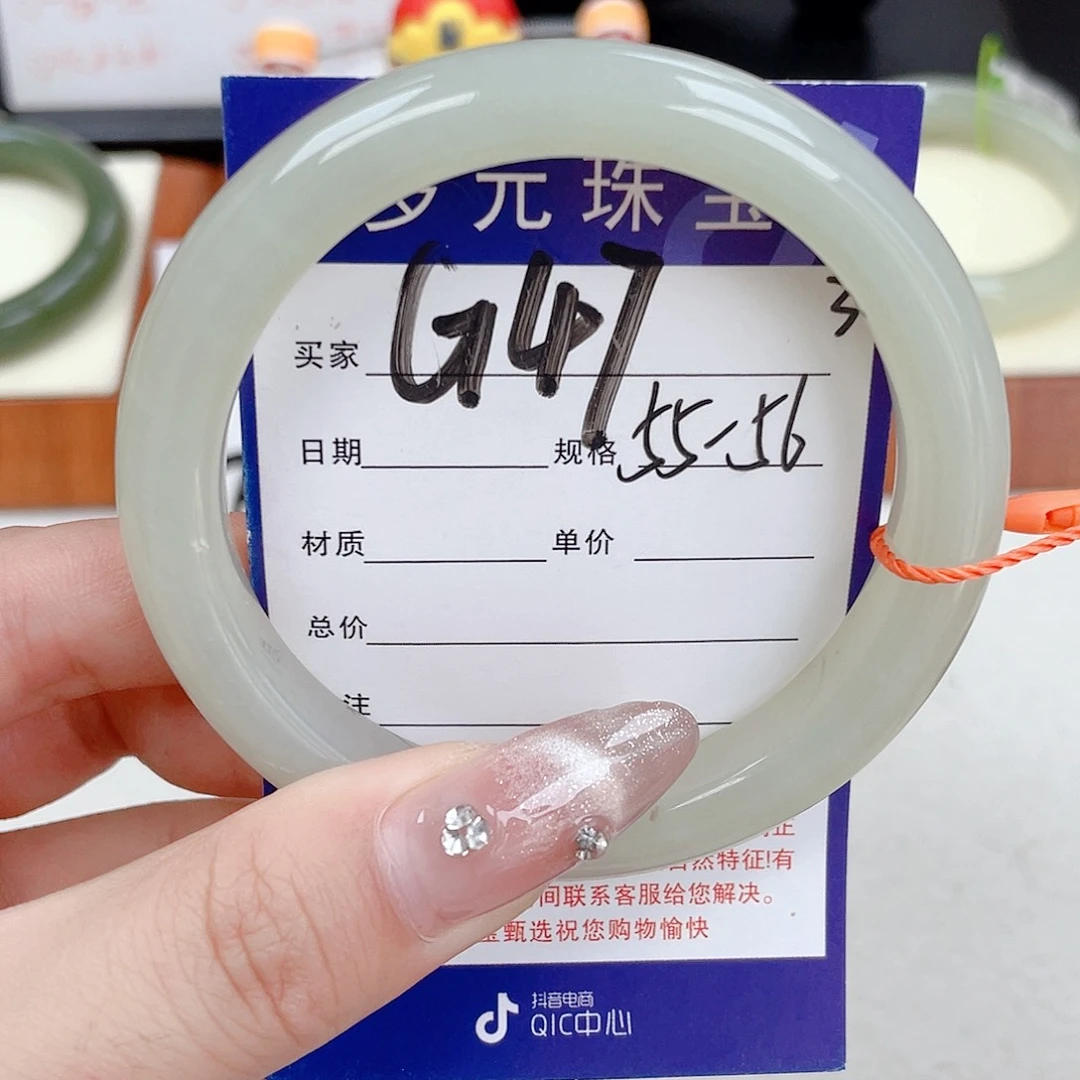 多元珠宝
G47
买家
日期 规格 55-56
材质 单价
总价
注
自然特征!有
间联系客服给您解决。
甄选祝您购物愉快
抖音电商
QIC中心